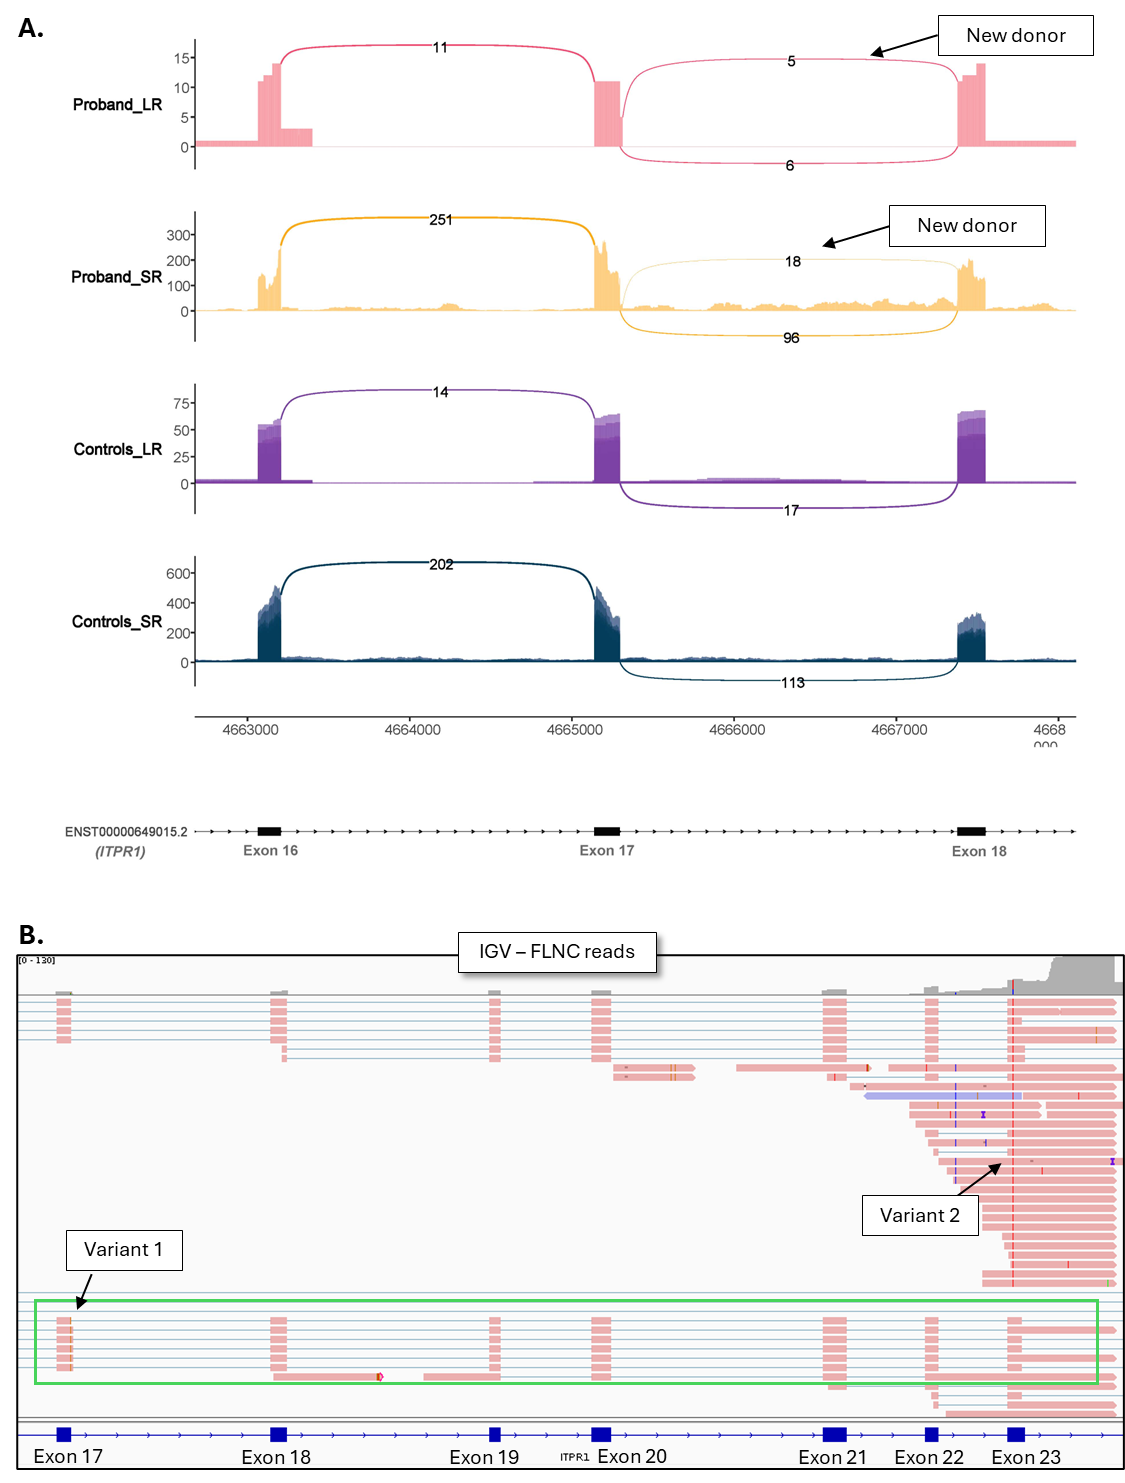 A.
New donor
Proband_LR
15
10
5
0
11
5
6
New donor
Proband_SR
300
200
100
0
251
18
96
Controls_LR
75
50
25
0
14
17
Controls_SR
600
400
200
0
202
113
4663000 4664000 4665000 4666000 4667000 4668
000
ENST00000649015.2
(ITPR1)
Exon 16 Exon 17 Exon 18
B.
IGV – FLNC reads
[0 - 130]
Variant 2
Variant 1
Exon 17 Exon 18 Exon 19 ITPR1 Exon 20 Exon 21 Exon 22 Exon 23